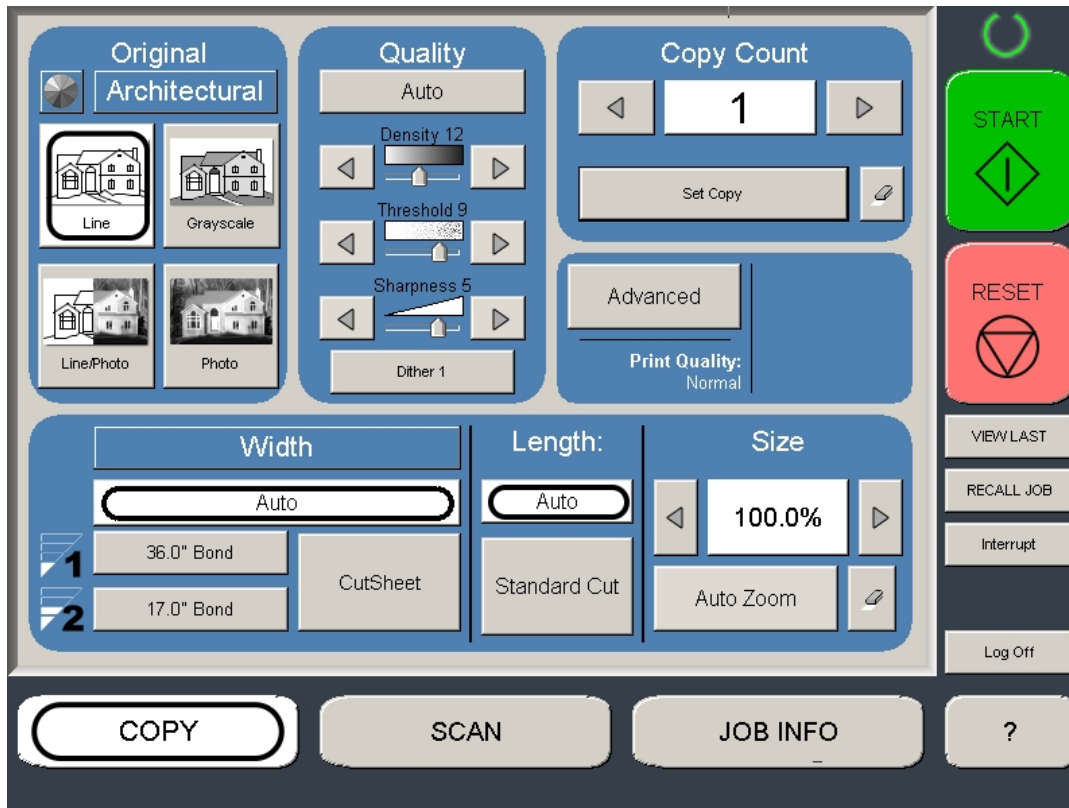 Original
Architectural
Line
Grayscale
Line/Photo
Photo
Quality
Auto
Density 12
Threshold 9
Sharpness 5
Dither 1
Copy Count
1
Set Copy
Advanced
Print Quality:
Normal
START
RESET
VIEW LAST
RECALL JOB
Interrupt
Log Off
Width
Auto
1
36.0" Bond
2
17.0" Bond
CutSheet
Length:
Auto
Standard Cut
Size
100.0%
Auto Zoom
COPY
SCAN
JOB INFO
?